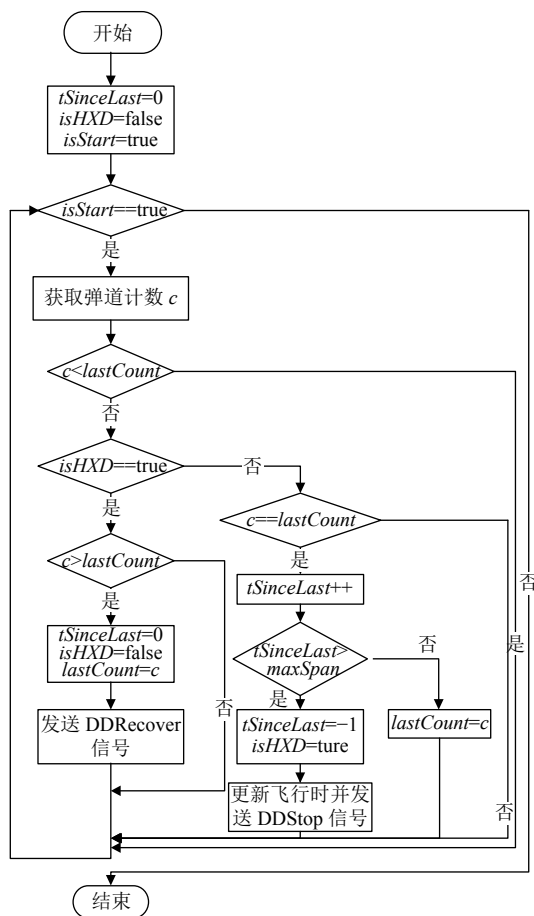 开始
tSinceLast=0
isHXD=false
isStart=true
isStart==true
是
获取弹道计数 c
c<lastCount
否
isHXD==true
否
是
c==lastCount
c>lastCount
是
tSinceLast++
否
是
tSinceLast=0
isHXD=false
lastCount=c
tSinceLast>
maxSpan
否
是
是
否
发送 DDRecover
信号
tSinceLast=−1
isHXD=ture
lastCount=c
更新飞行时并发
送 DDStop 信号
否
结束